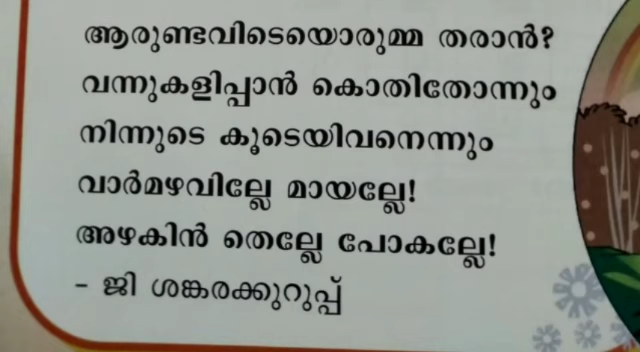 ആരുണ്ടവിടെയൊരുമ്മ തരാൻ?
വന്നുകളിപ്പാൻ കൊതിതോന്നും
നിന്നുടെ കൂടെയിവനെന്നും
വാർമഴവില്ലേ മായല്ലേ!
അഴകിൻ തെല്ലേ പോകല്ലേ!
- ജി ശങ്കരക്കുറുപ്പ്